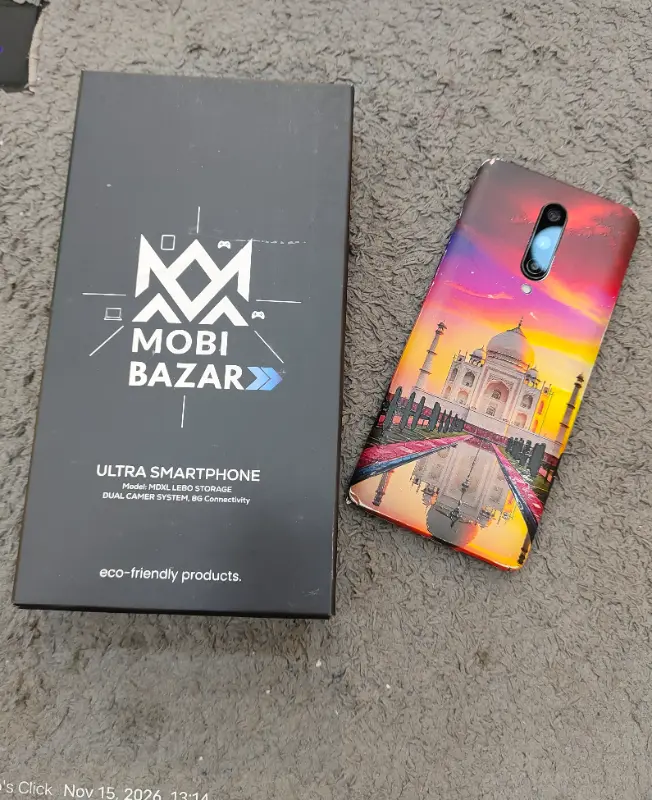 MOBI
BAZAR
ULTRA SMARTPHONE
Model: MDXL LEBO STORAGE
DUAL CAMER SYSTEM, 8G Connectivity
eco-friendly products.
's Click Nov 15, 2026, 13:14